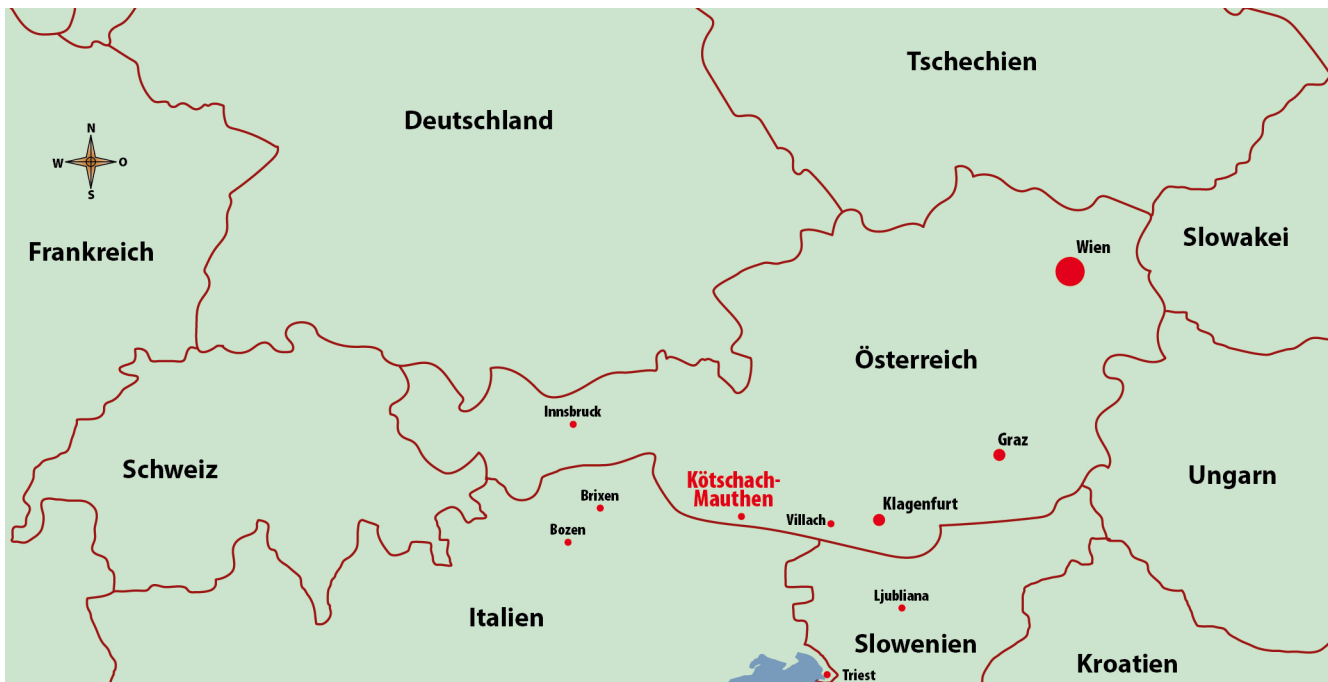 Tschechien
Deutschland
N
W
O
S
Frankreich
Slowakei
Wien
Österreich
Innsbruck
Graz
Schweiz
Kötschach-
Mauthen
Ungarn
Brixen
Klagenfurt
Villach
Bozen
Ljubliana
Italien
Slowenien
Kroatien
Triest